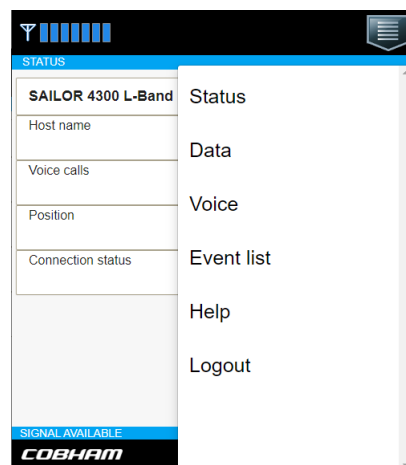 STATUS
SAILOR 4300 L-Band
Host name
Voice calls
Position
Connection status
Status
Data
Voice
Event list
Help
Logout
SIGNAL AVAILABLE
COBHAM